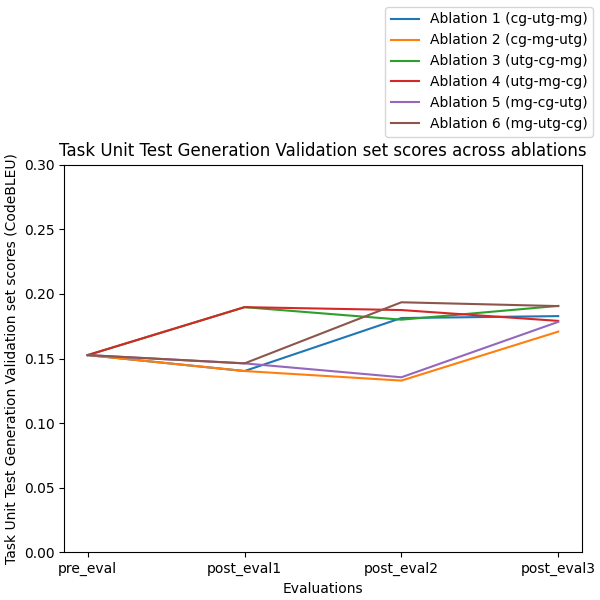 Ablation 1 (cg-utg-mg)
Ablation 2 (cg-mg-utg)
Ablation 3 (utg-cg-mg)
Ablation 4 (utg-mg-cg)
Ablation 5 (mg-cg-utg)
Ablation 6 (mg-utg-cg)
Task Unit Test Generation Validation set scores across ablations
Task Unit Test Generation Validation set scores (CodeBLEU)
0.30
0.25
0.20
0.15
0.10
0.05
0.00
pre_eval post_eval1 post_eval2 post_eval3
Evaluations